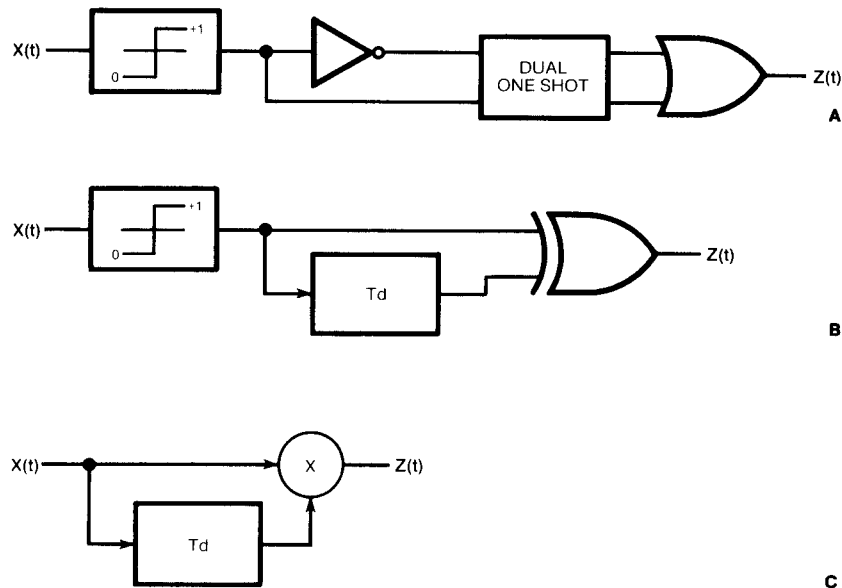 X(t)
+1
0
DUAL
ONE SHOT
Z(t)
A
X(t)
+1
0
Td
Z(t)
B
X(t)
X
Z(t)
Td
C